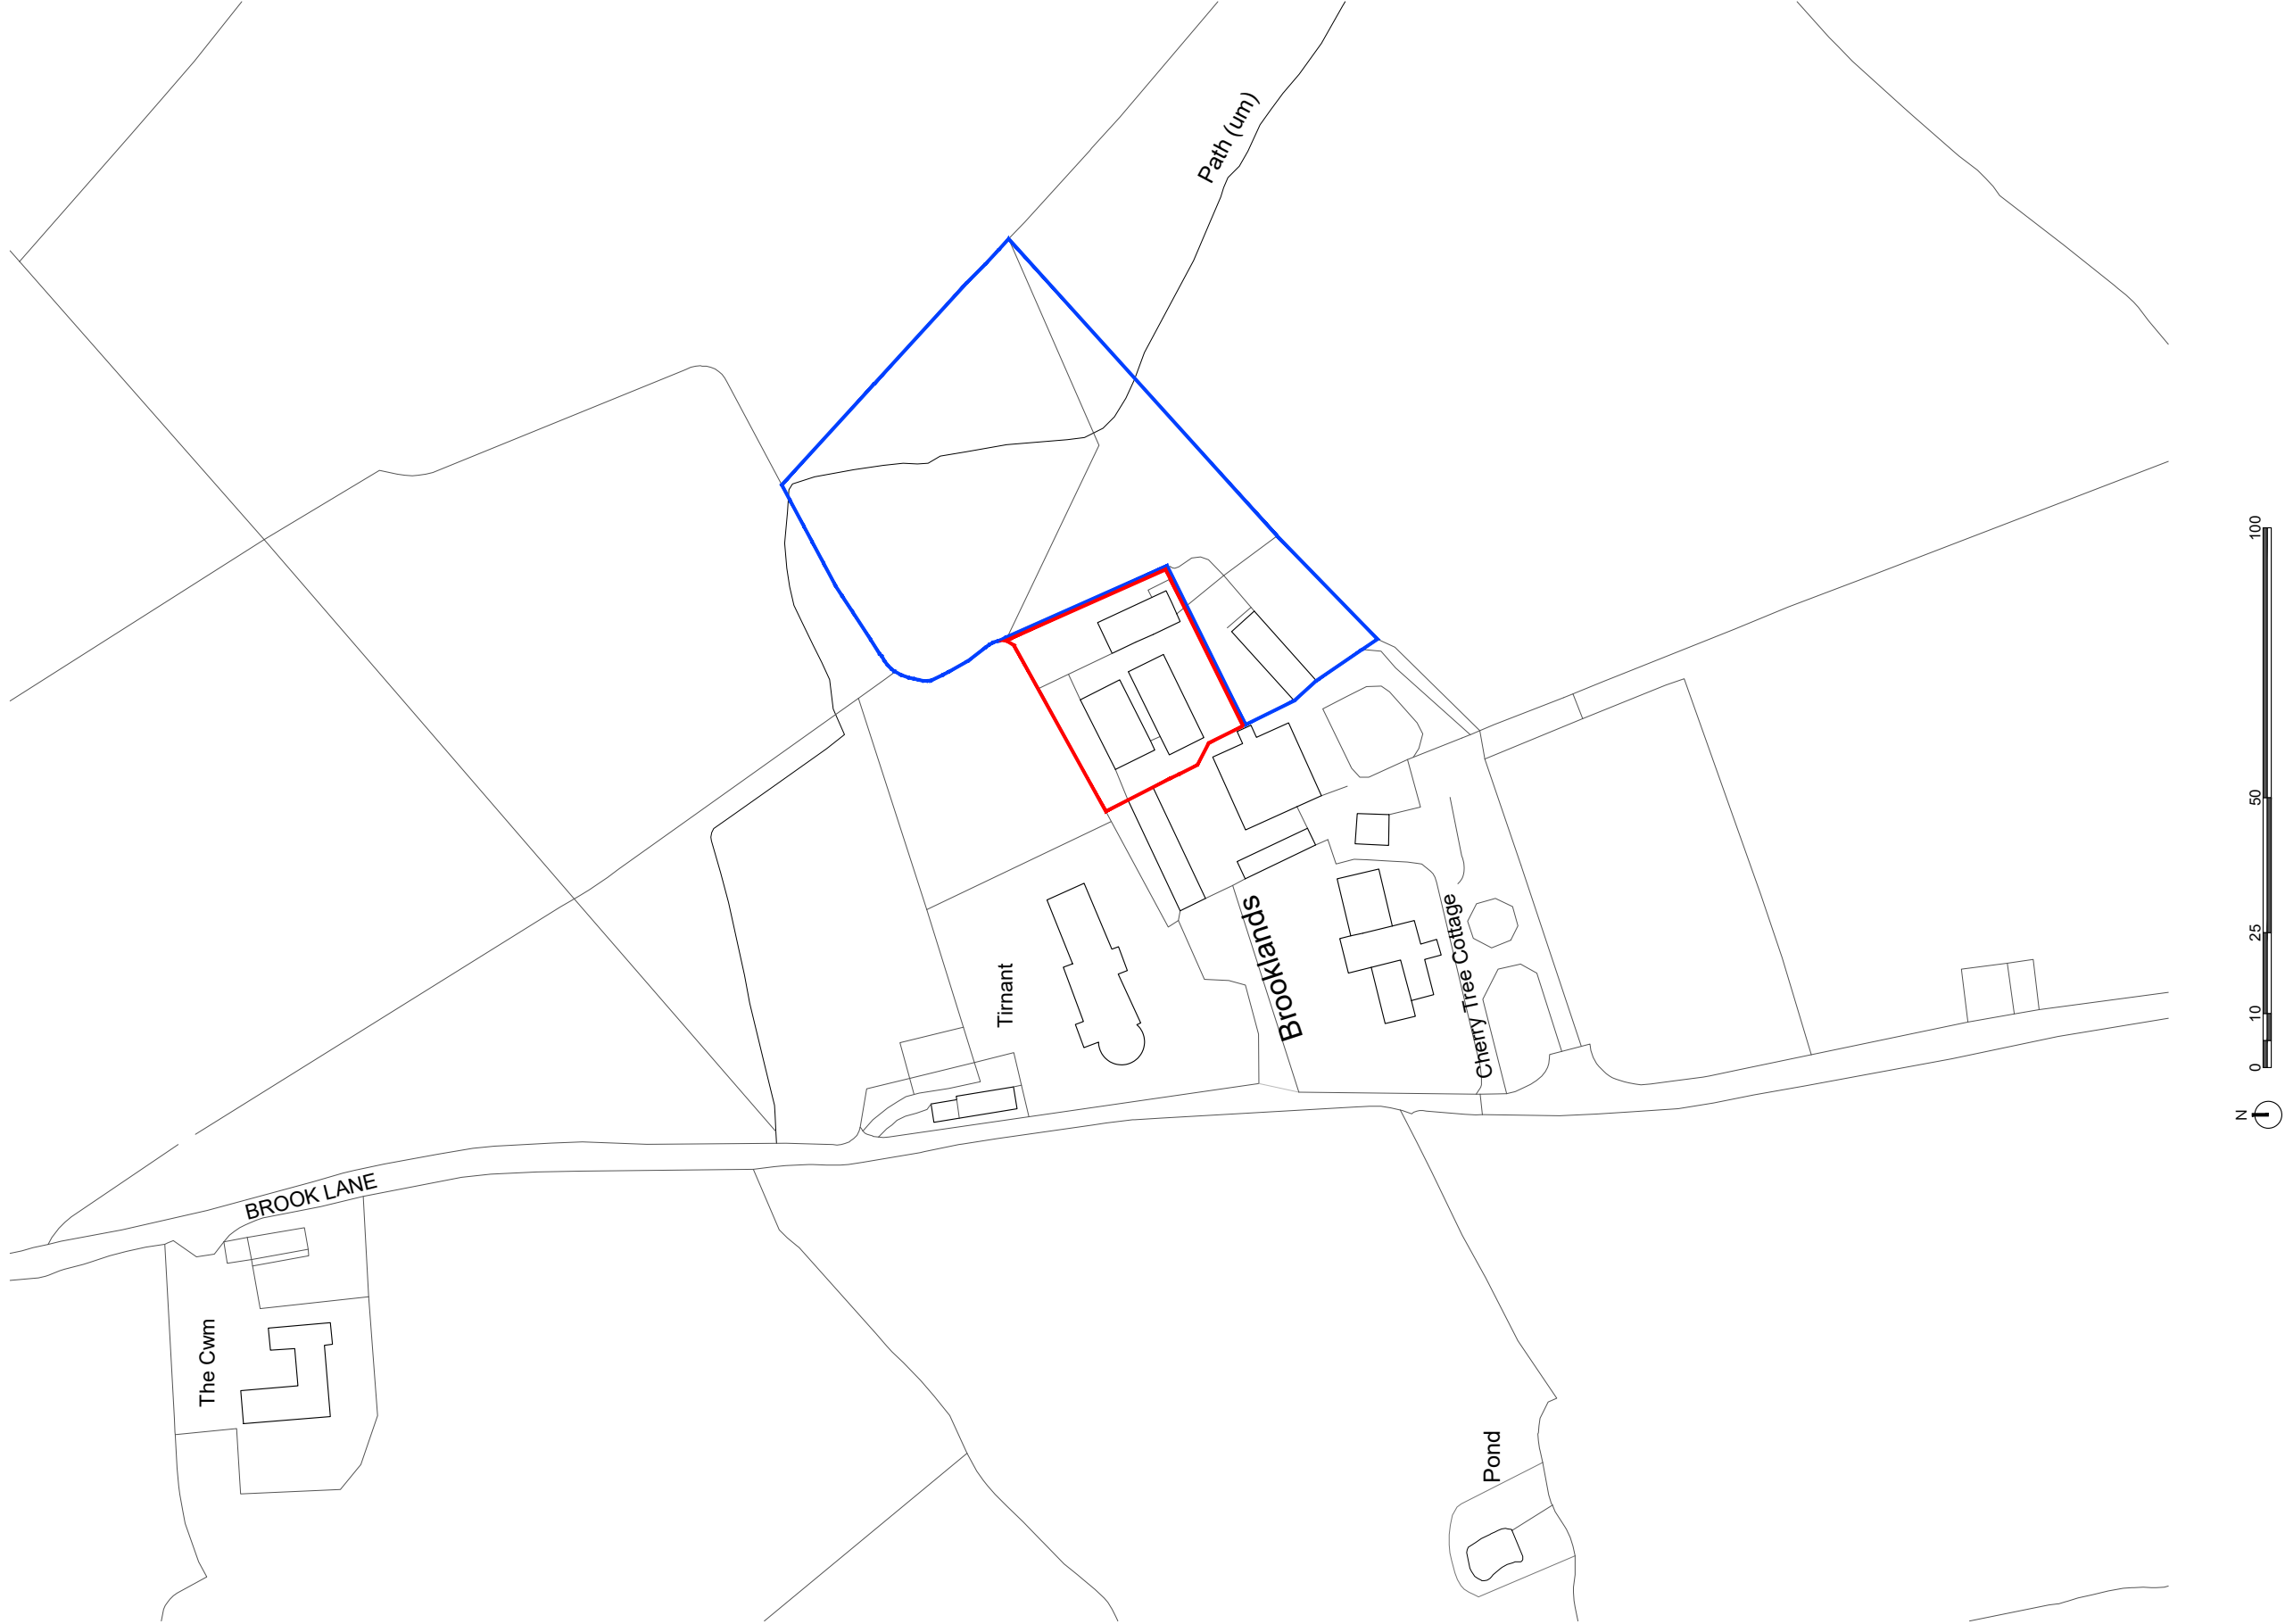 Path (um)
Tirnant
Brooklands
Cherry Tree Cottage
BROOK LANE
The Cwm
Pond
N
0
10
25
50
100